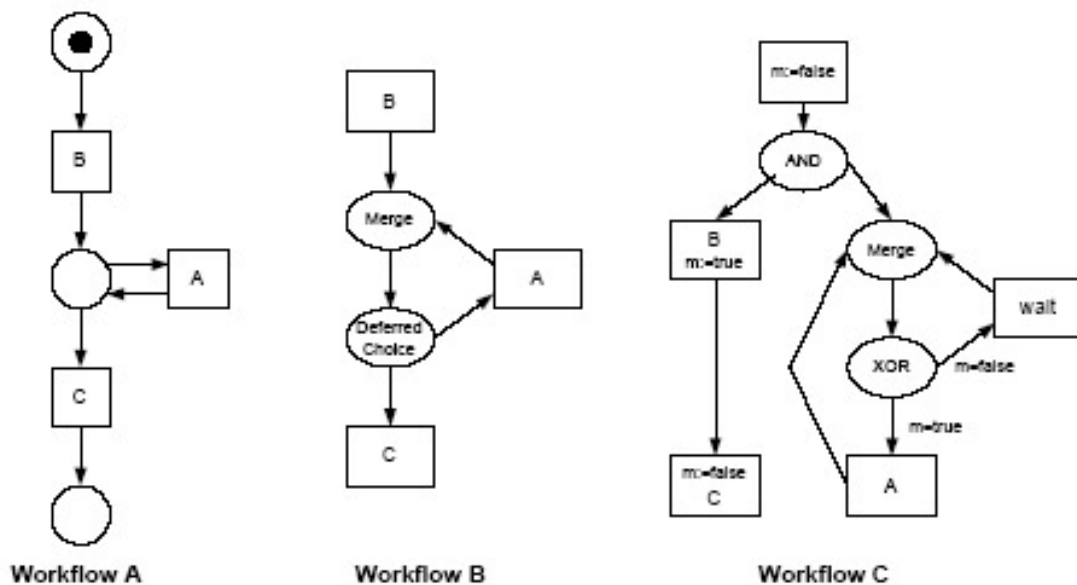 B
A
C
Workflow A
B
Merge
A
Deferred
Choice
C
Workflow B
m:=false
AND
B
m:=true
Merge
wait
XOR
m=false
m=true
m:=false
C
A
Workflow C